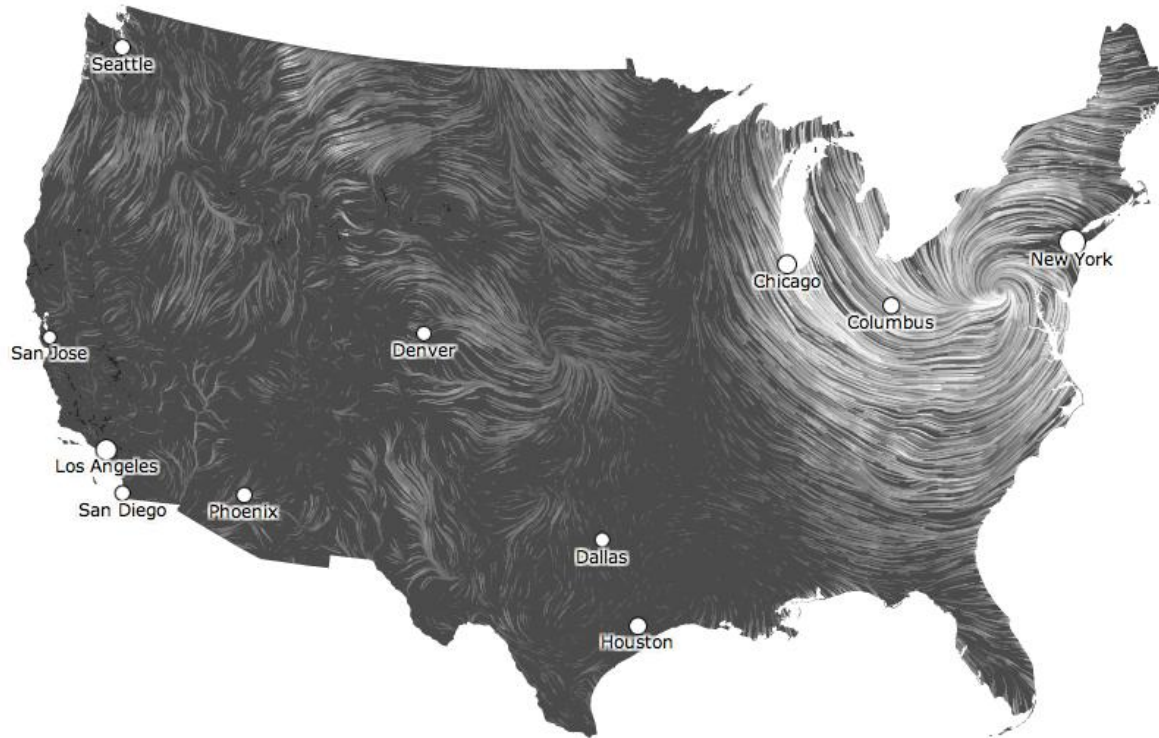 Seattle
New York
Chicago
Columbus
San Jose
Denver
Los Angeles
San Diego
Phoenix
Dallas
Houston